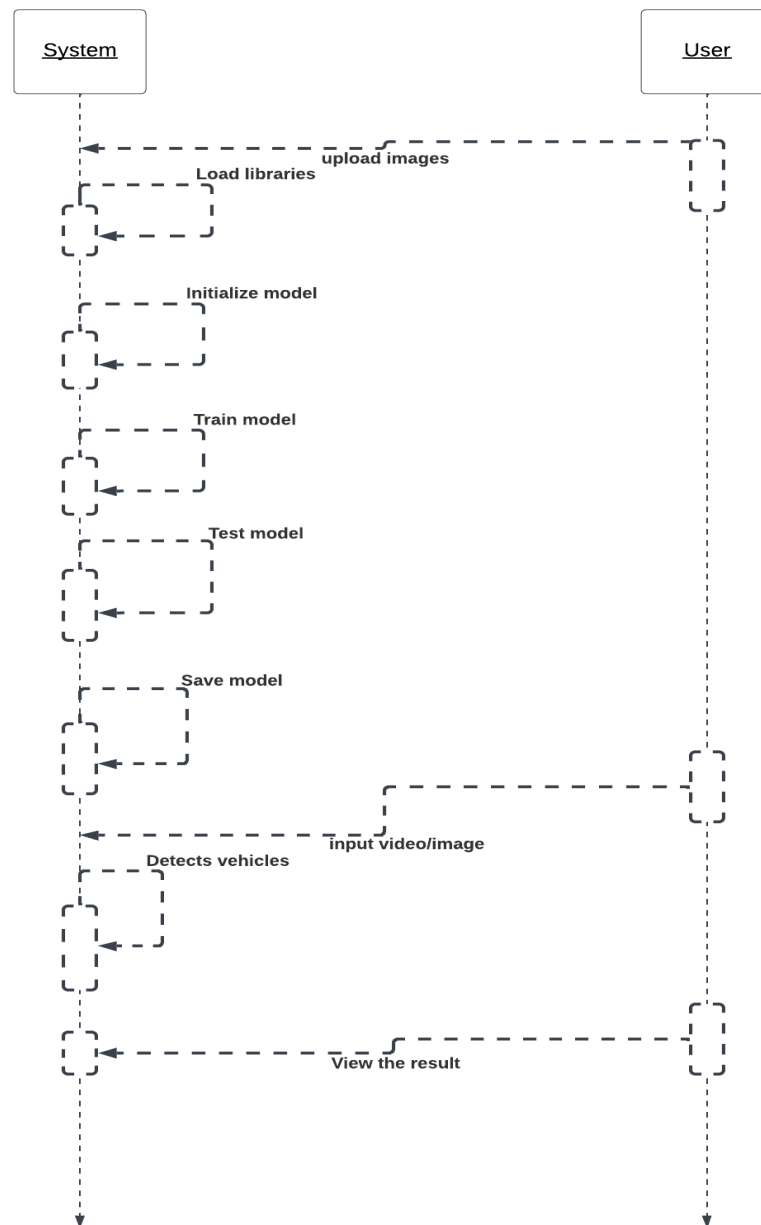 System
User
upload images
Load libraries
Initialize model
Train model
Test model
Save model
input video/image
Detects vehicles
View the result